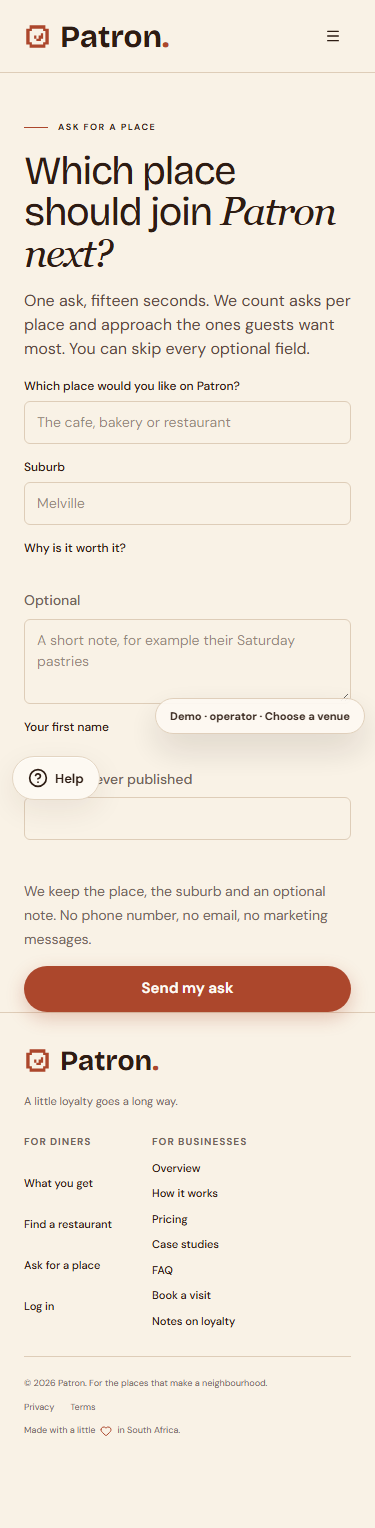 Patron.
ASK FOR A PLACE
Which place
should join Patron
next?
One ask, fifteen seconds. We count asks per
place and approach the ones guests want
most. You can skip every optional field.
Which place would you like on Patron?
The cafe, bakery or restaurant
Suburb
Melville
Why is it worth it?
Optional
A short note, for example their Saturday
pastries
Demo · operator · Choose a venue
Your first name
Help
ever published
We keep the place, the suburb and an optional
note. No phone number, no email, no marketing
messages.
Send my ask
Patron.
A little loyalty goes a long way.
FOR DINERS
What you get
Find a restaurant
Ask for a place
Log in
FOR BUSINESSES
Overview
How it works
Pricing
Case studies
FAQ
Book a visit
Notes on loyalty
© 2026 Patron. For the places that make a neighbourhood.
Privacy Terms
Made with a little in South Africa.